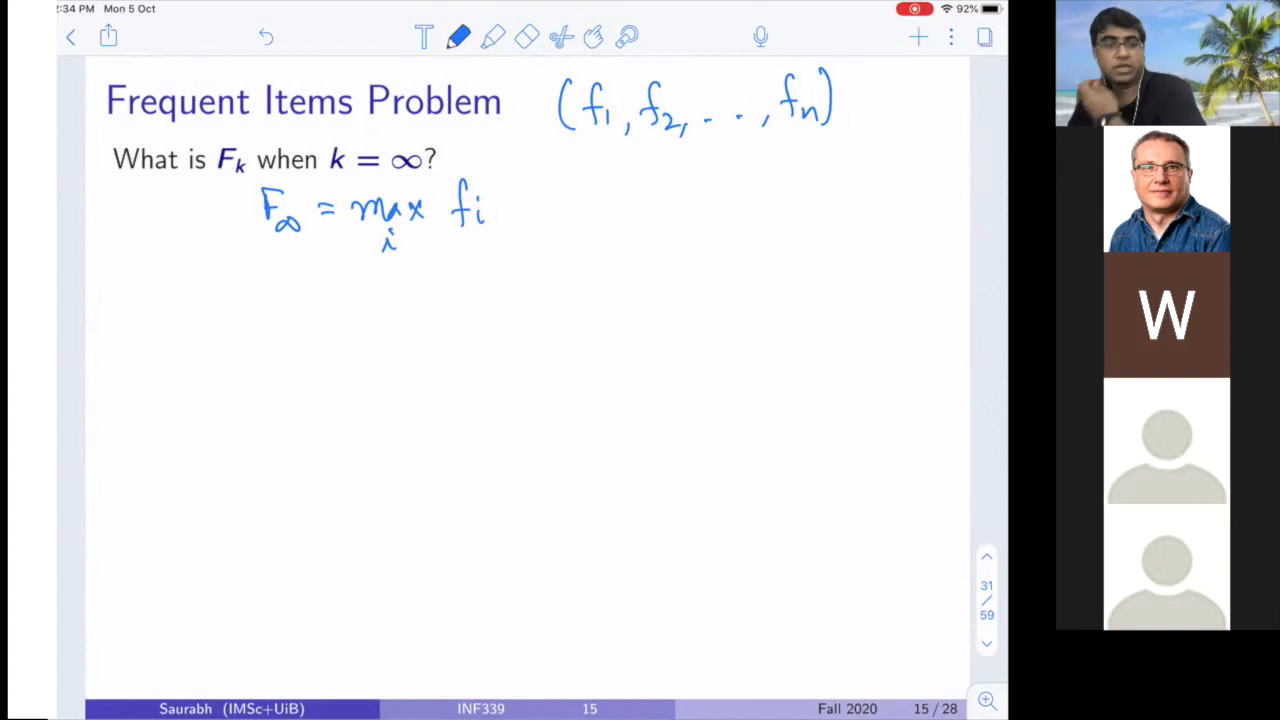 :34 PM Mon 5 Oct 92%
T
Frequent Items Problem (f1, f2, . . ., fn)
What is Fk when k = ∞?
F∞ = max fi
i
W
31
/
59
Saurabh (IMSc+UiB) INF339 15 Fall 2020 15 / 28